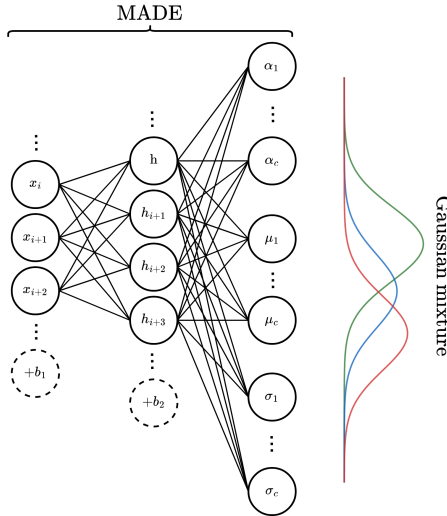 MADE
⋮
x_i
x_{i+1}
x_{i+2}
⋮
+b_1
⋮
h
h_{i+1}
h_{i+2}
h_{i+3}
⋮
+b_2
α_1
⋮
α_c
μ_1
⋮
μ_c
σ_1
⋮
σ_c
Gaussian mixture